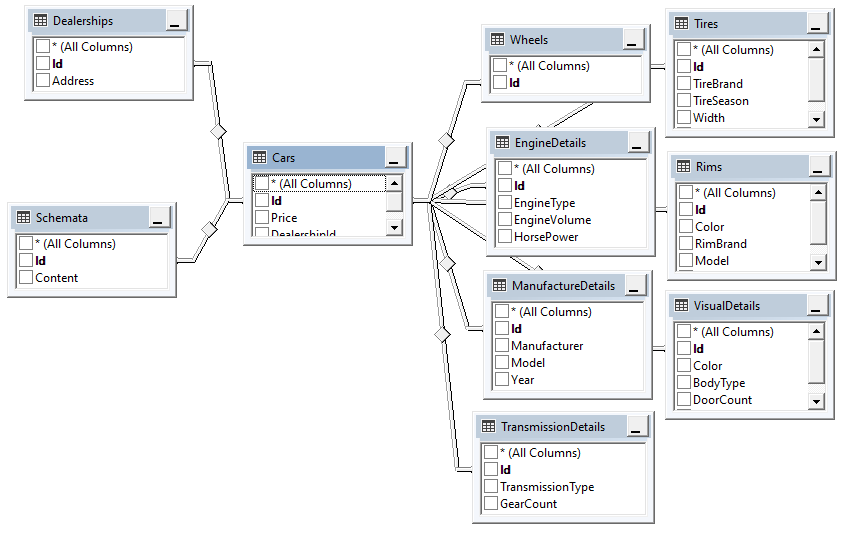 Dealerships
* (All Columns)
Id
Address
Schemata
* (All Columns)
Id
Content
Cars
* (All Columns)
Id
Price
DealershipId
Wheels
* (All Columns)
Id
EngineDetails
* (All Columns)
Id
EngineType
EngineVolume
HorsePower
ManufactureDetails
* (All Columns)
Id
Manufacturer
Model
Year
TransmissionDetails
* (All Columns)
Id
TransmissionType
GearCount
Tires
* (All Columns)
Id
TireBrand
TireSeason
Width
Rims
* (All Columns)
Id
Color
RimBrand
Model
VisualDetails
* (All Columns)
Id
Color
BodyType
DoorCount